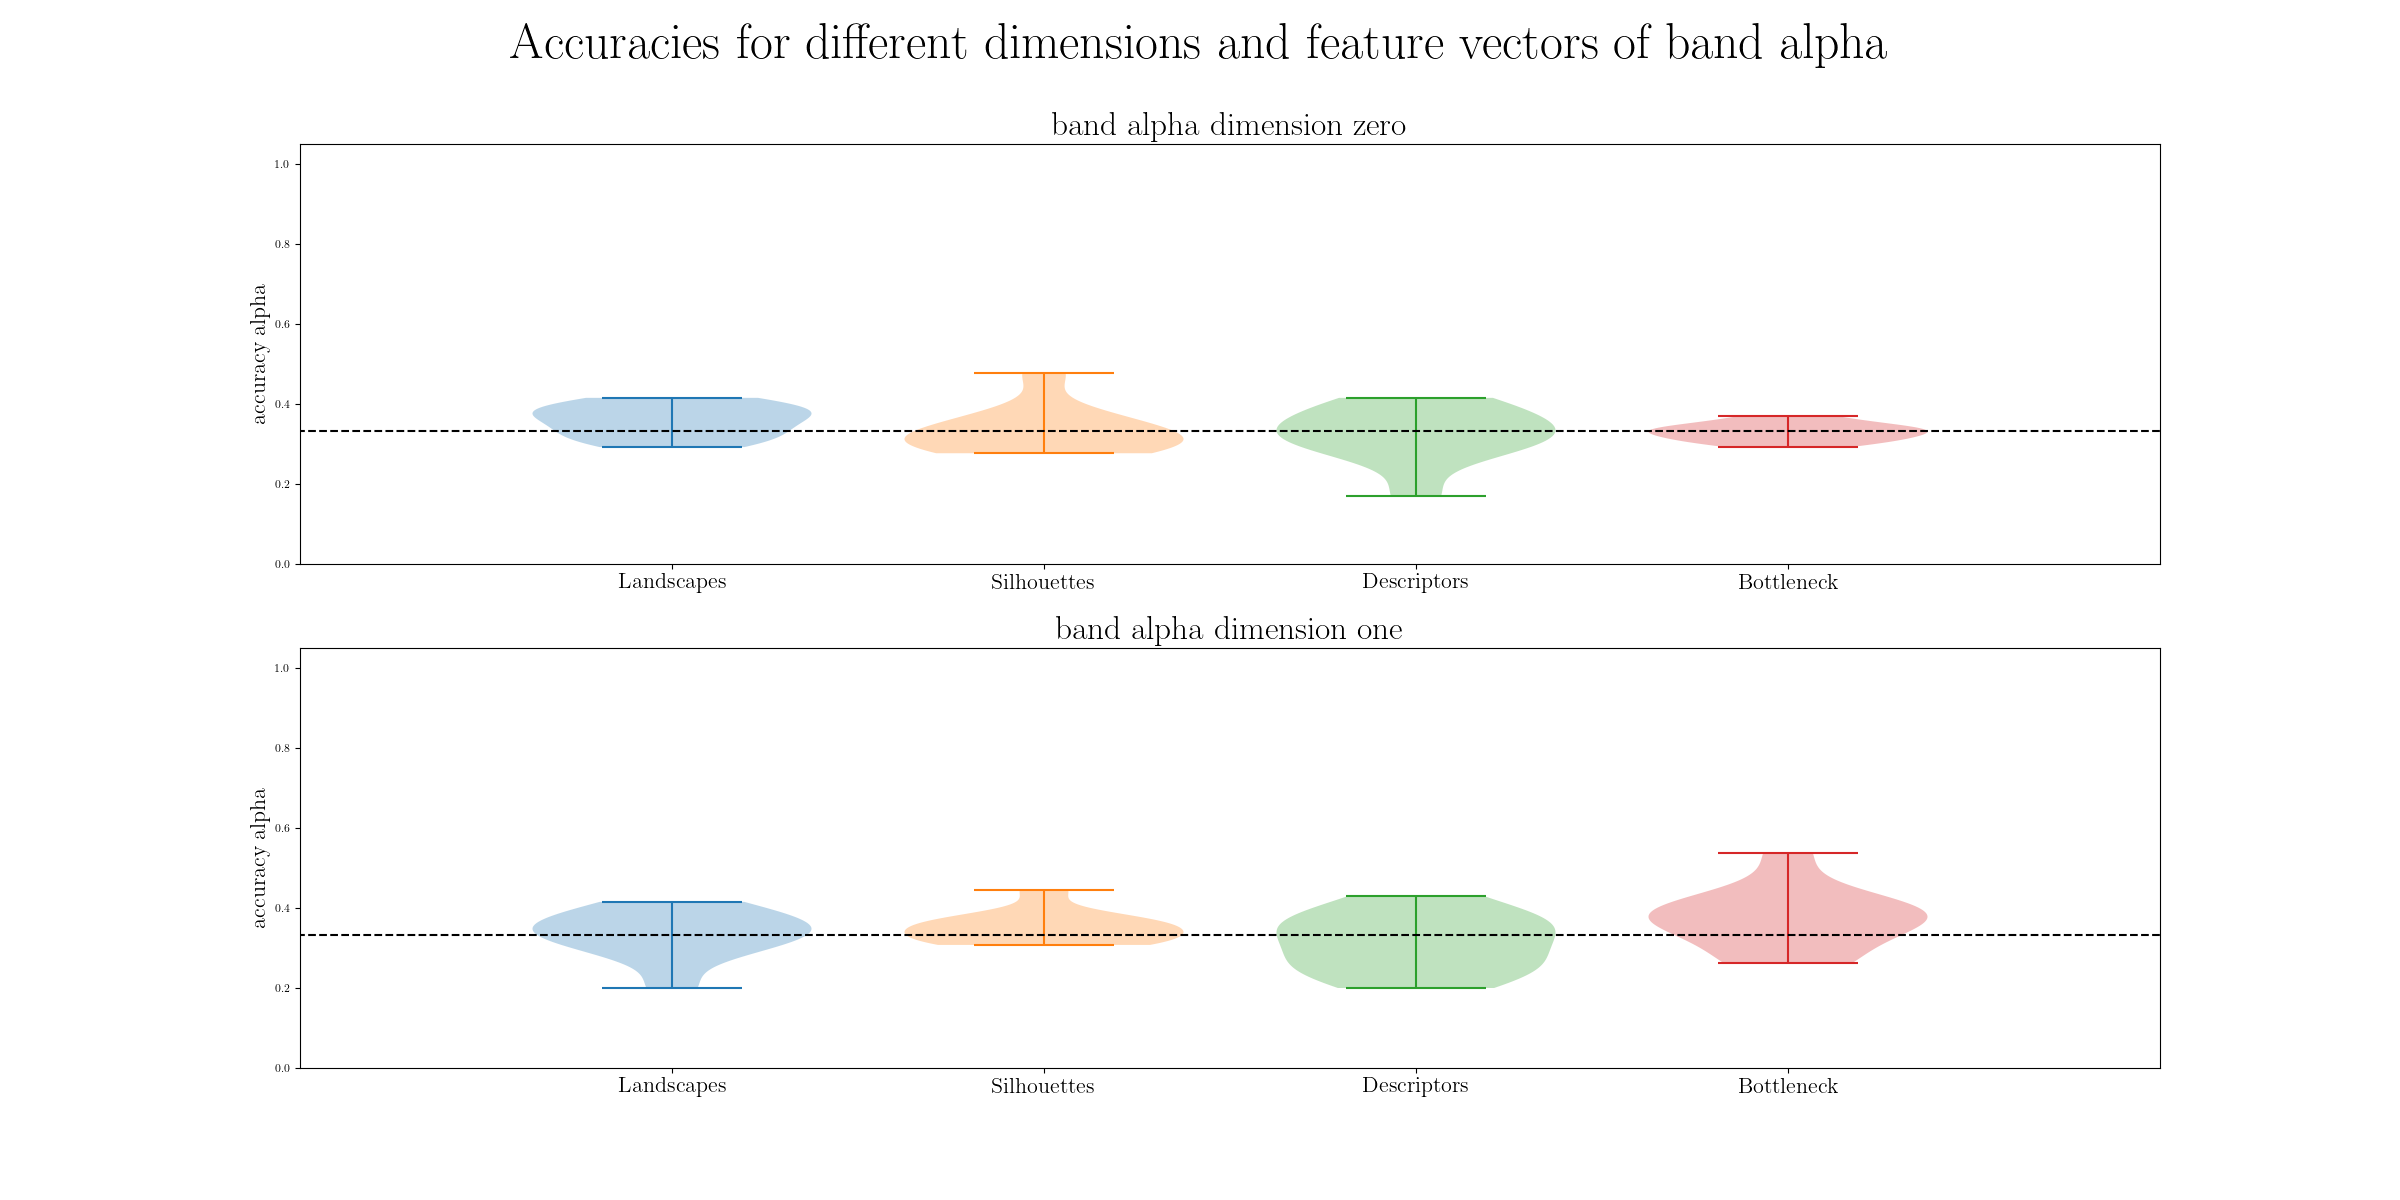 Accuracies for different dimensions and feature vectors of band alpha
band alpha dimension zero
1.0
0.8
0.6
0.4
0.2
0.0
accuracy alpha
Landscapes Silhouettes Descriptors Bottleneck
band alpha dimension one
1.0
0.8
0.6
0.4
0.2
0.0
accuracy alpha
Landscapes Silhouettes Descriptors Bottleneck